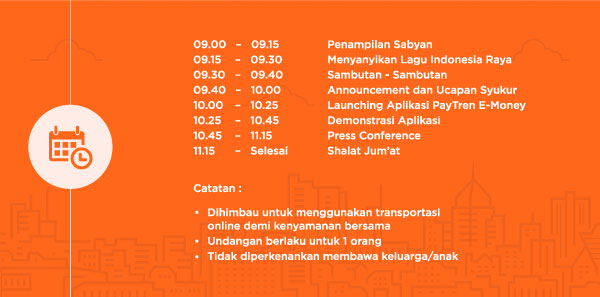 09.00 – 09.15 Penampilan Sabyan
09.15 – 09.30 Menyanyikan Lagu Indonesia Raya
09.30 – 09.40 Sambutan - Sambutan
09.40 – 10.00 Announcement dan Ucapan Syukur
10.00 – 10.25 Launching Aplikasi PayTren E-Money
10.25 – 10.45 Demonstrasi Aplikasi
10.45 – 11.15 Press Conference
11.15 – Selesai Shalat Jum'at
Catatan :
• Dihimbau untuk menggunakan transportasi
online demi kenyamanan bersama
• Undangan berlaku untuk 1 orang
• Tidak diperkenankan membawa keluarga/anak